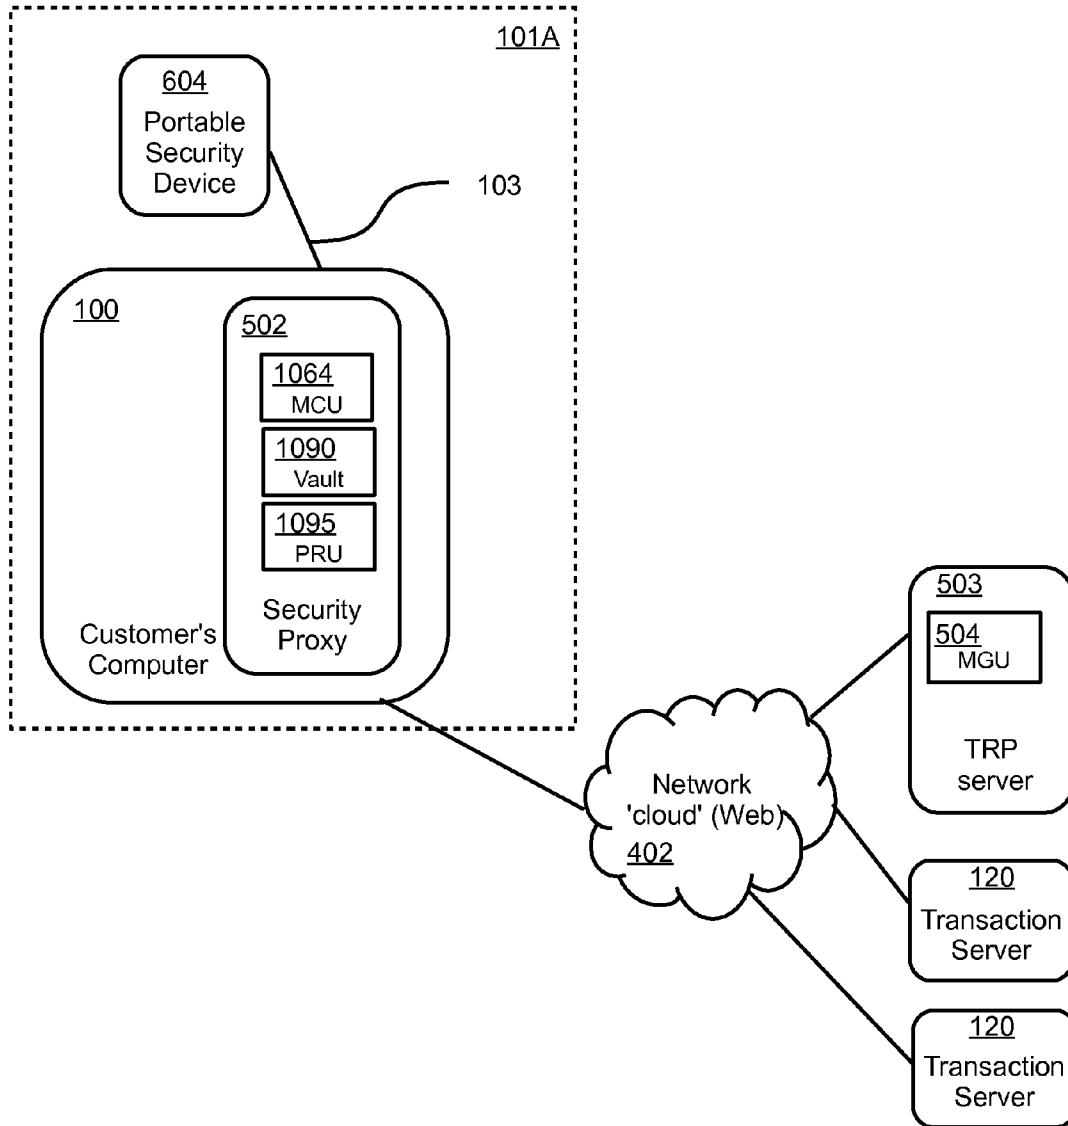 101A
604
Portable
Security
Device
103
100
502
1064
MCU
1090
Vault
1095
PRU
Security
Proxy
Customer's
Computer
503
504
MGU
TRP
server
Network
'cloud' (Web)
402
120
Transaction
Server
120
Transaction
Server